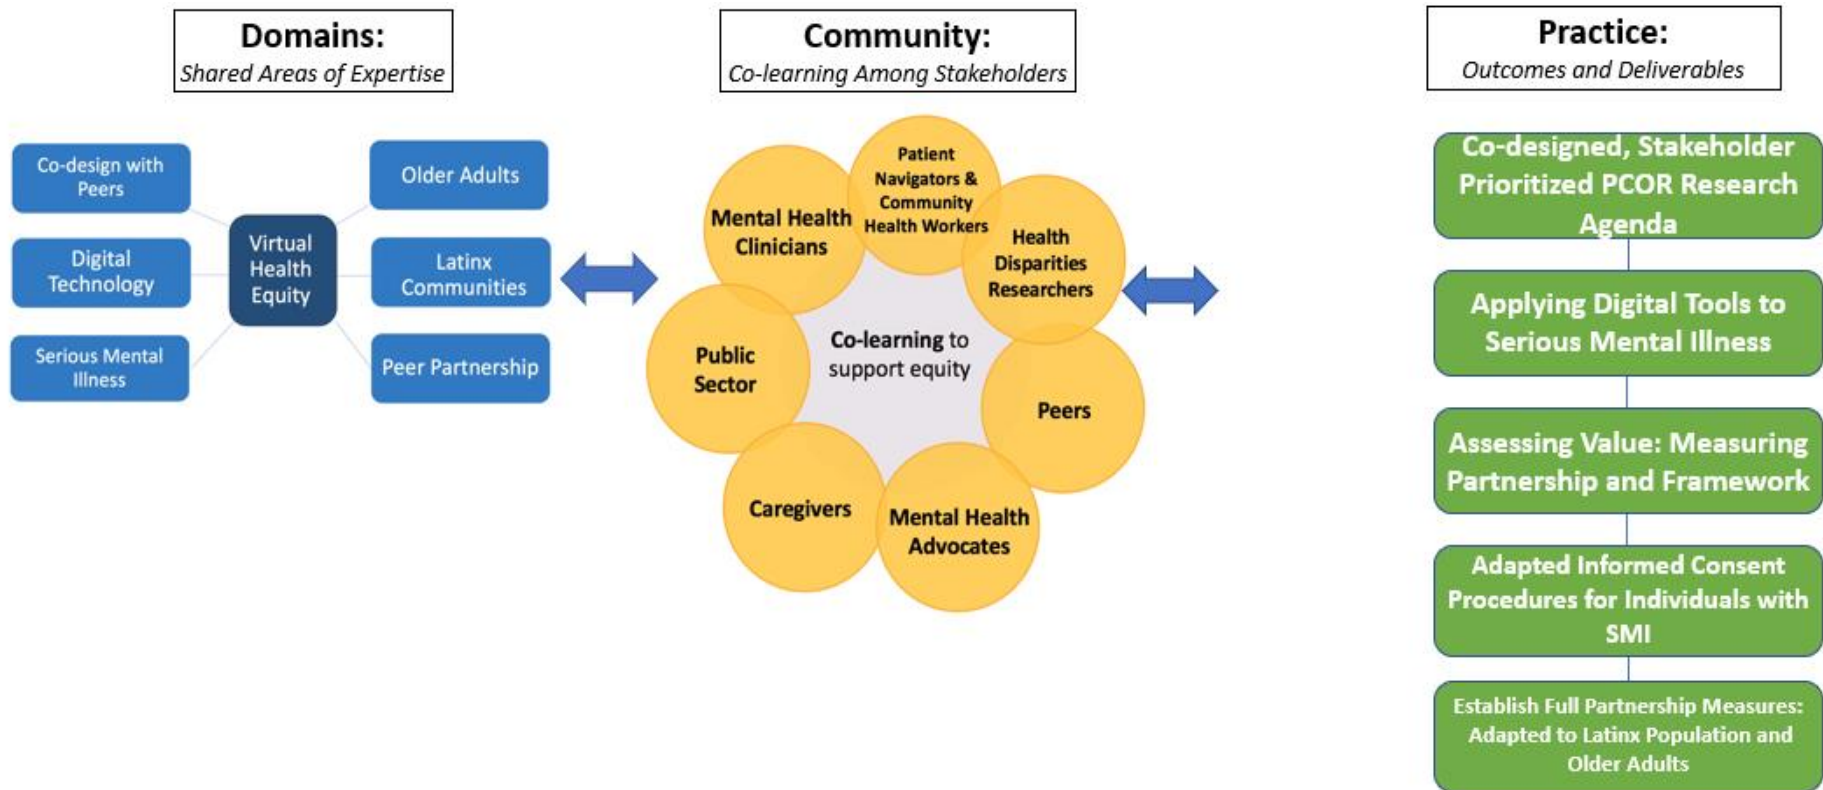 Domains:
Shared Areas of Expertise
Co-design with
Peers
Digital
Technology
Serious Mental
Illness
Virtual
Health
Equity
Older Adults
Latinx
Communities
Peer Partnership
Community:
Co-learning Among Stakeholders
Patient
Navigators &
Community
Health Workers
Mental Health
Clinicians
Health
Disparities
Researchers
Co-learning to
support equity
Public
Sector
Peers
Caregivers
Mental Health
Advocates
Practice:
Outcomes and Deliverables
Co-designed, Stakeholder
Prioritized PCOR Research
Agenda
Applying Digital Tools to
Serious Mental Illness
Assessing Value: Measuring
Partnership and Framework
Adapted Informed Consent
Procedures for Individuals with
SMI
Establish Full Partnership Measures:
Adapted to Latinx Population and
Older Adults